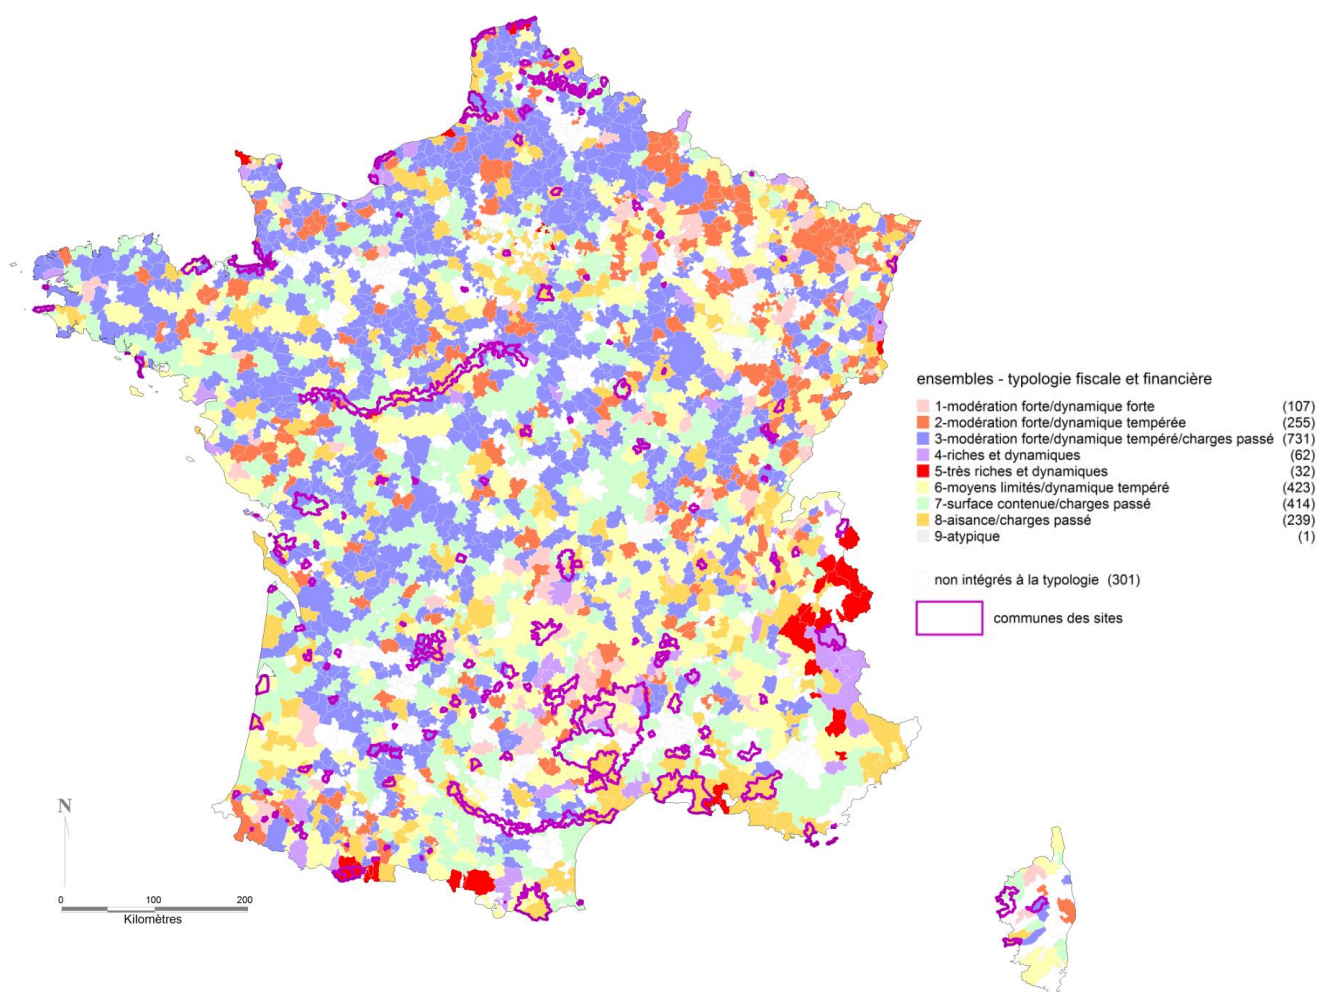 ensembles - typologie fiscale et financière
1-modération forte/dynamique forte (107)
2-modération forte/dynamique tempérée (255)
3-modération forte/dynamique tempéré/charges passé (731)
4-riches et dynamiques (62)
5-très riches et dynamiques (32)
6-moyens limités/dynamique tempéré (423)
7-surface contenue/charges passé (414)
8-aisance/charges passé (239)
9-atypique (1)
non intégrés à la typologie (301)
communes des sites
N
0 100 200
Kilomètres